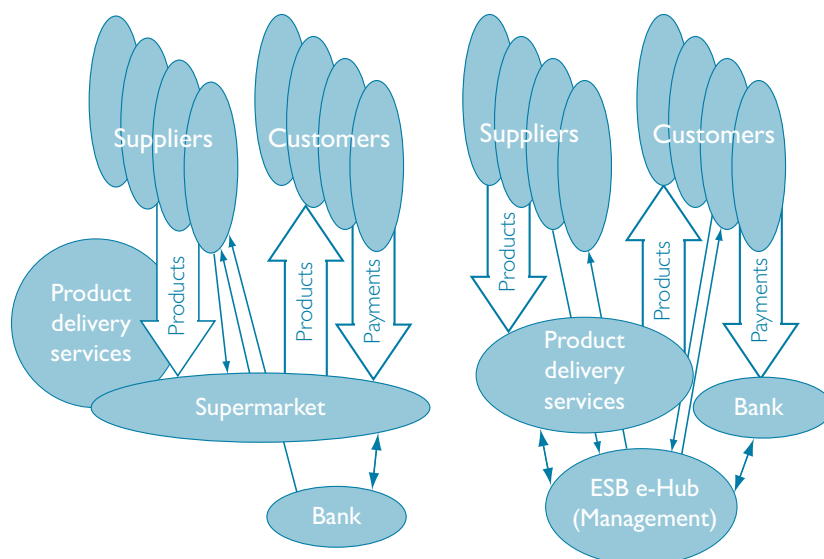 Suppliers
Customers
Products
Products
Payments
Product
delivery
services
Supermarket
Bank
Suppliers
Customers
Products
Products
Payments
Product
delivery
services
Bank
ESB e-Hub
(Management)